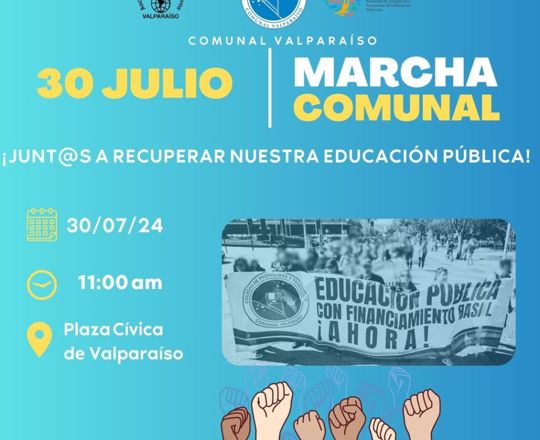 VALPARAÍSO
COMUNAL VALPARAÍSO
COMUNAL VALPARAÍSO
30 JULIO
MARCHA
COMUNAL
¡JUNT@S A RECUPERAR NUESTRA EDUCACIÓN PÚBLICA!
30/07/24
11:00 am
Plaza Cívica
de Valparaíso
EDUCACIÓN PÚBLICA
CON FINANCIAMIENTO BASAL
¡AHORA!
COMUNAL VALPARAÍSO